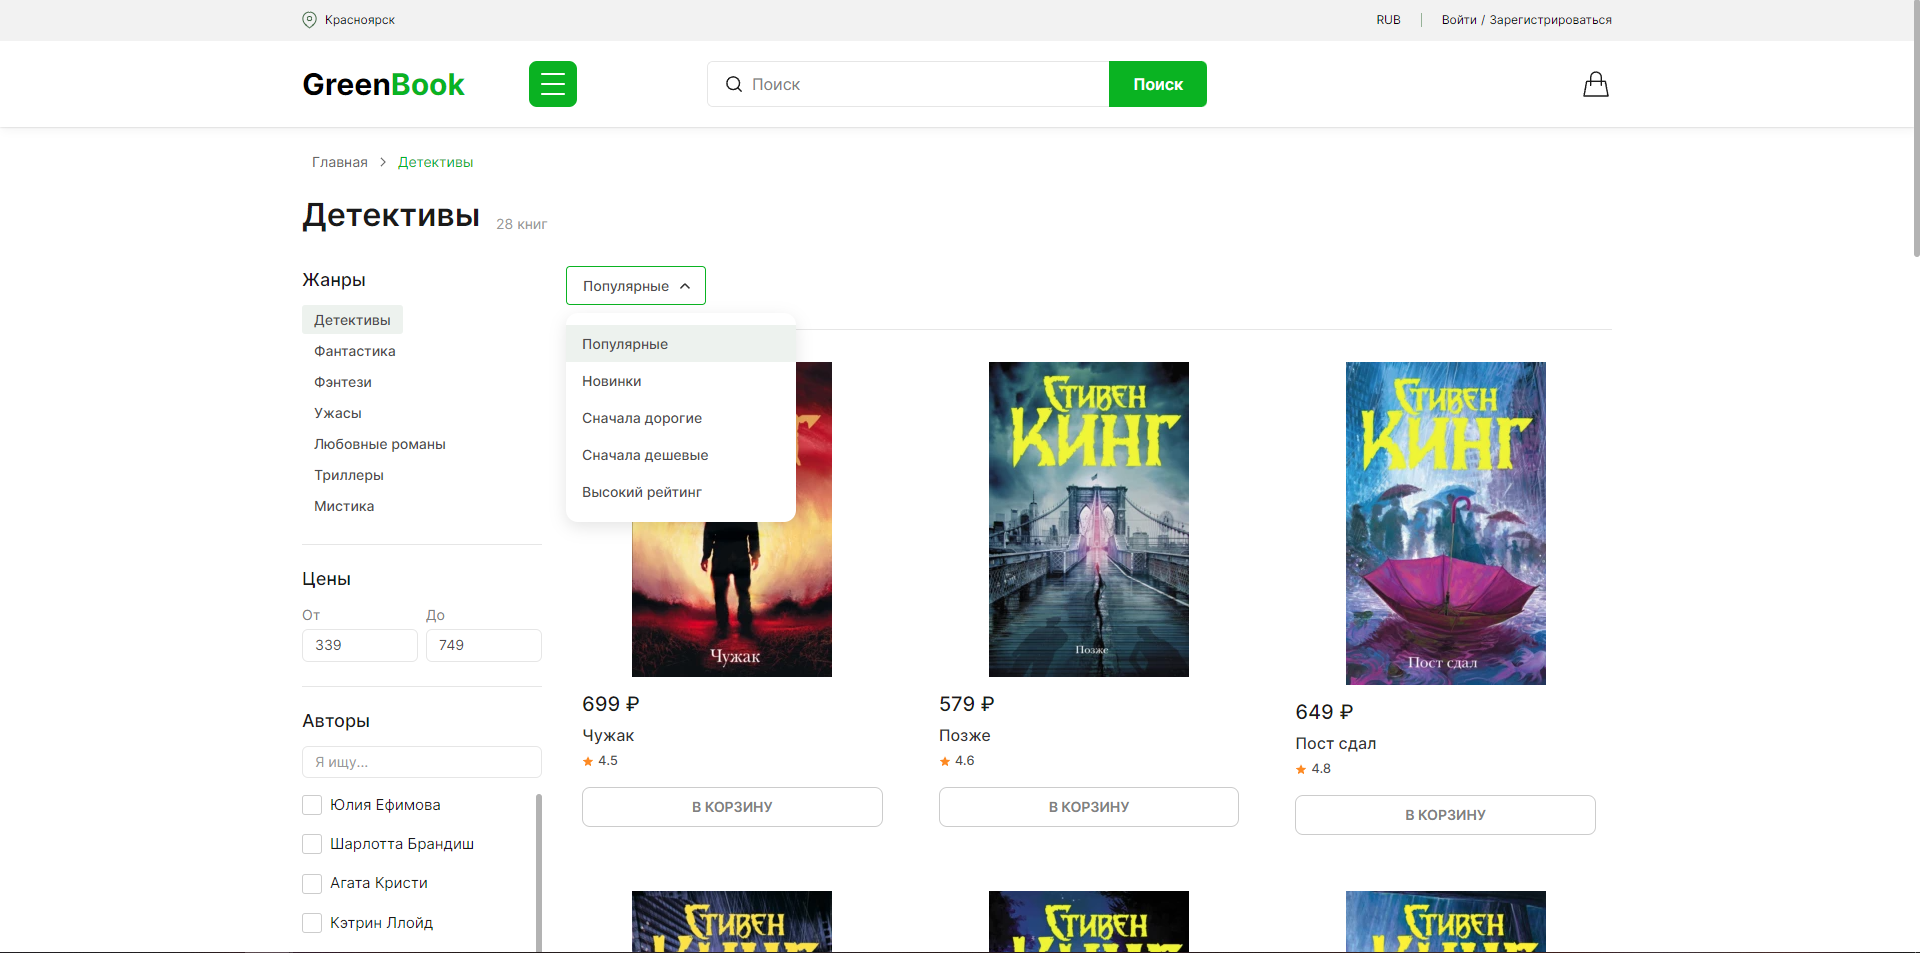 Красноярск
RUB
Войти / Зарегистрироваться
GreenBook
Поиск
Поиск
Главная > Детективы
Детективы 28 книг
Жанры
Детективы
Фантастика
Фэнтези
Ужасы
Любовные романы
Триллеры
Мистика
Цены
От
До
339
749
Авторы
Я ищу...
Юлия Ефимова
Шарлотта Брандиш
Агата Кристи
Кэтрин Ллойд
Популярные
Популярные
Новинки
Сначала дорогие
Сначала дешевые
Высокий рейтинг
Чужак
699 ₽
Чужак
4.5
В КОРЗИНУ
Стивен
Кинг
Позже
579 ₽
Позже
4.6
В КОРЗИНУ
Стивен
Кинг
Пост сдал
649 ₽
Пост сдал
4.8
В КОРЗИНУ
Стивен
Кинг
Стивен
Кинг
Стивен
Кинг